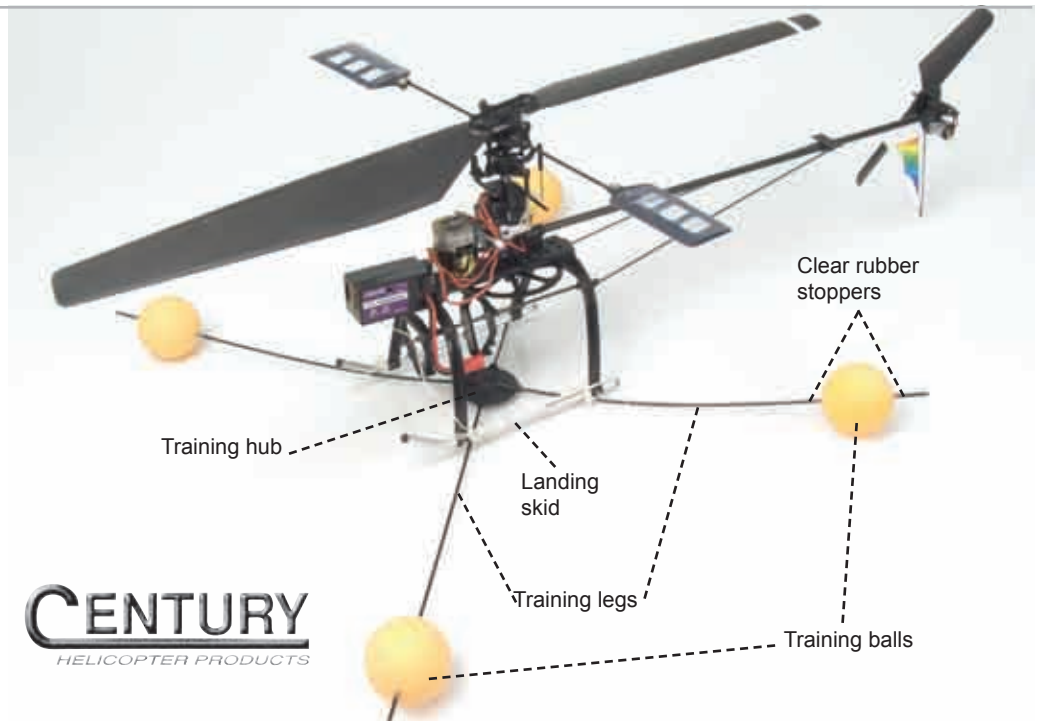 Clear rubber
stoppers
Training hub
Landing
skid
Training legs
Training balls
CENTURY
HELICOPTER PRODUCTS